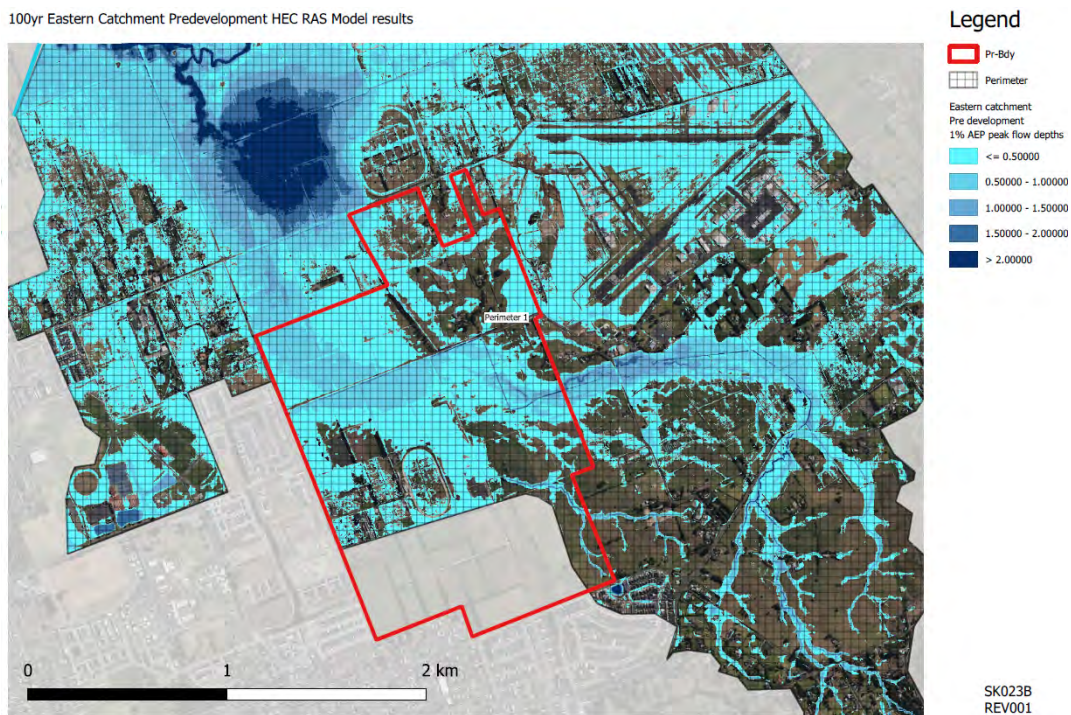 100yr Eastern Catchment Predevelopment HEC RAS Model results
Legend
Pr-Bdy
Perimeter
Eastern catchment
Pre development
1% AEP peak flow depths
<= 0.50000
0.50000 - 1.00000
1.00000 - 1.50000
1.50000 - 2.00000
> 2.00000
Perimeter 1
0 1 2 km
SK023B
REV001